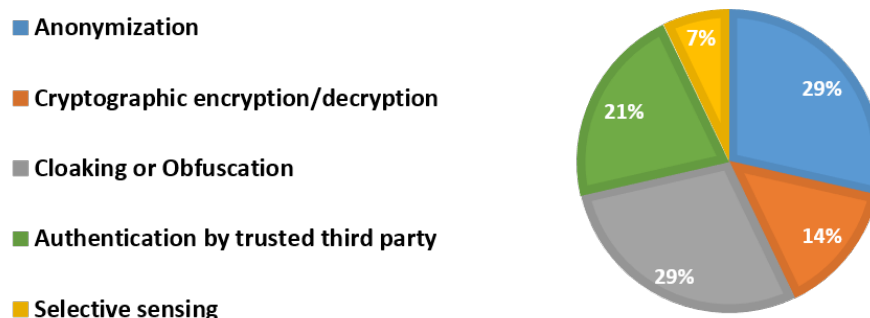 Anonymization
Cryptographic encryption/decryption
Cloaking or Obfuscation
Authentication by trusted third party
Selective sensing
7%
29%
21%
14%
29%